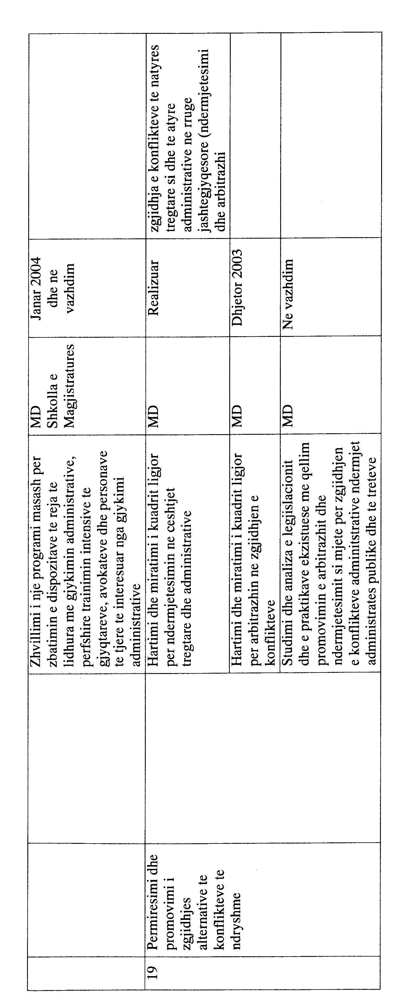 Zhvillimi i nje programi masash per
zbatimin e dispozitave te reja te
lidhura me gjykimin administrative,
perfshire trainimin intensive te
gjyqtareve, avokateve dhe personave
te tjere te interesuar nga gjykimi
administrative
MD
Shkolla e
Magjistratures
Janar 2004
dhe ne
vazhdim
19
Permiresimi dhe
promovimi i
zgjidhjes
alternative te
konflikteve te
ndryshme
Hartimi dhe miratimi i kuadrit ligjor
per ndermjetesimin ne ceshtjet
tregtare dhe administrative
MD
Realizuar
zgjidhja e konflikteve te natyres
tregtare si dhe te atyre
administrative ne rruge
jashtegjyqesore (ndermjetesimi
dhe arbitrazhi
Hartimi dhe miratimi i kuadrit ligjor
per arbitrazhin ne zgjidhjen e
konflikteve
MD
Dhjetor 2003
Studimi dhe analiza e legjislacionit
dhe e praktikave ekzistuese me qellim
promovimin e arbitrazhit dhe
ndermjetesimit si mjete per zgjidhjen
e konflikteve adminitstrative ndermjet
administrates publike dhe te treteve
MD
Ne vazhdim